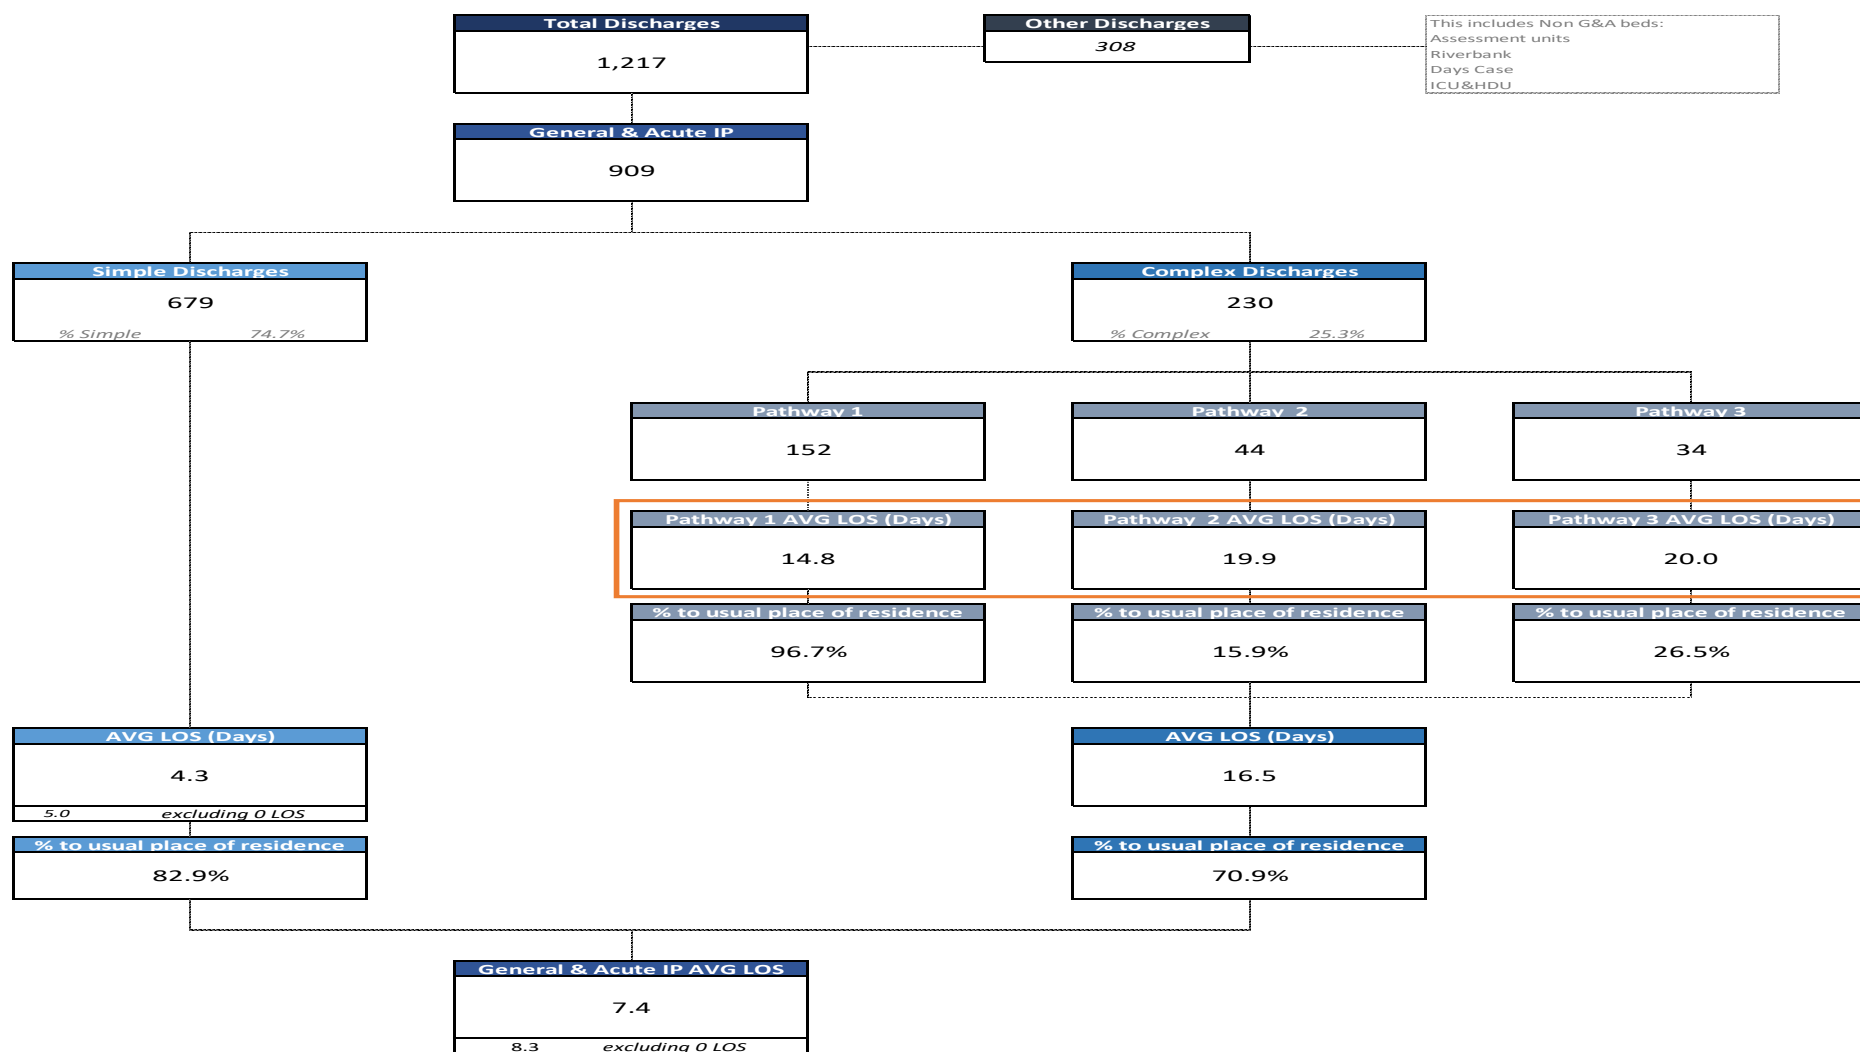 Total Discharges
1,217
Other Discharges
308
This includes Non G&A beds:
Assessment units
Riverbank
Days Case
ICU&HDU
General & Acute IP
909
Simple Discharges
679
% Simple 74.7%
Complex Discharges
230
% Complex 25.3%
Pathway 1
152
Pathway 2
44
Pathway 3
34
Pathway 1 AVG LOS (Days)
14.8
Pathway 2 AVG LOS (Days)
19.9
Pathway 3 AVG LOS (Days)
20.0
% to usual place of residence
96.7%
% to usual place of residence
15.9%
% to usual place of residence
26.5%
AVG LOS (Days)
4.3
5.0 excluding 0 LOS
AVG LOS (Days)
16.5
% to usual place of residence
82.9%
% to usual place of residence
70.9%
General & Acute IP AVG LOS
7.4
8.3 excluding 0 LOS